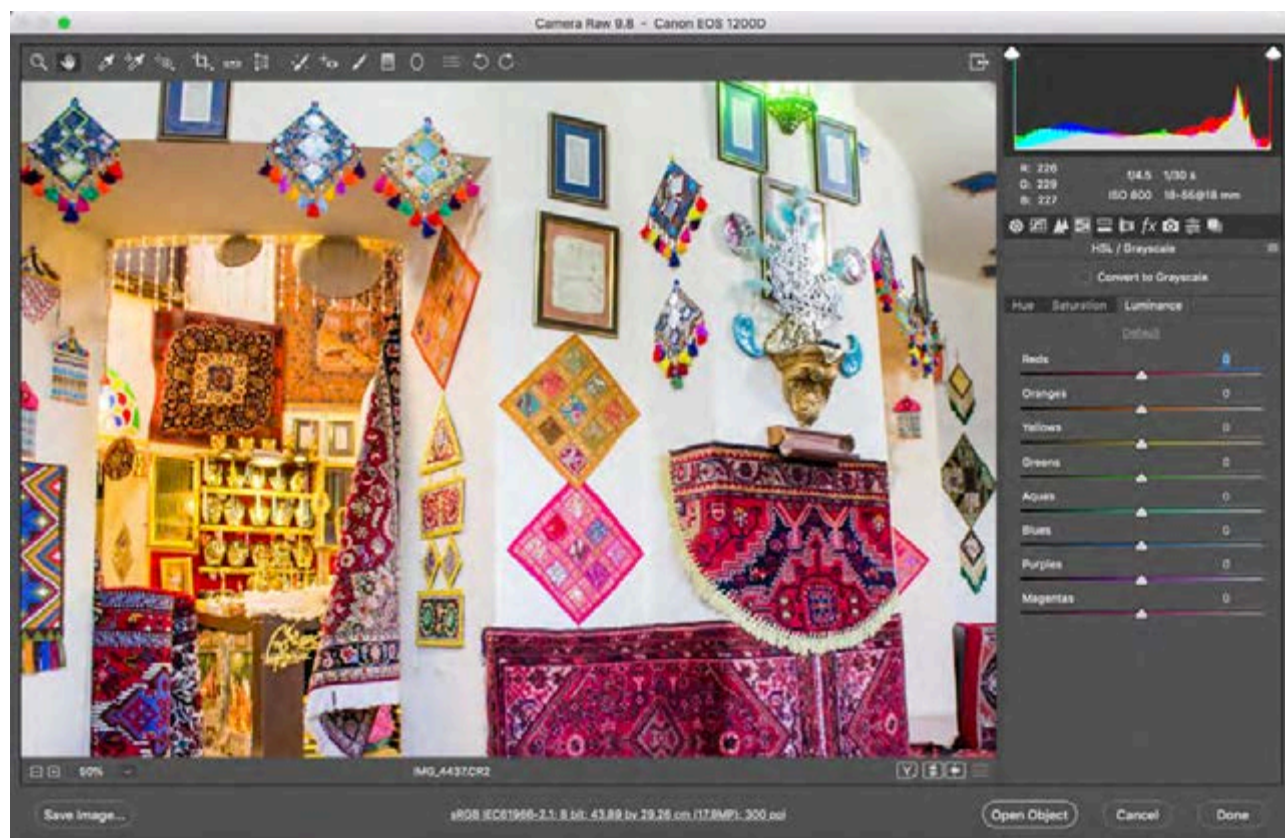 Camera Raw 9.8 - Canon EOS 1200D
R: 226
G: 229
B: 227
f/4.5 1/30 s
ISO 800 18-55@18 mm
fx
HSL / Grayscale
Convert to Grayscale
Hue Saturation Luminance
Default
Reds 0
Oranges 0
Yellows 0
Greens 0
Aquas 0
Blues 0
Purples 0
Magentas 0
50% IMG_4437.CR2 Y
Save Image... sRGB IEC61966-2.1; 8 bit; 43.89 by 29.26 cm (17.9MP); 300 ppi Open Object Cancel Done